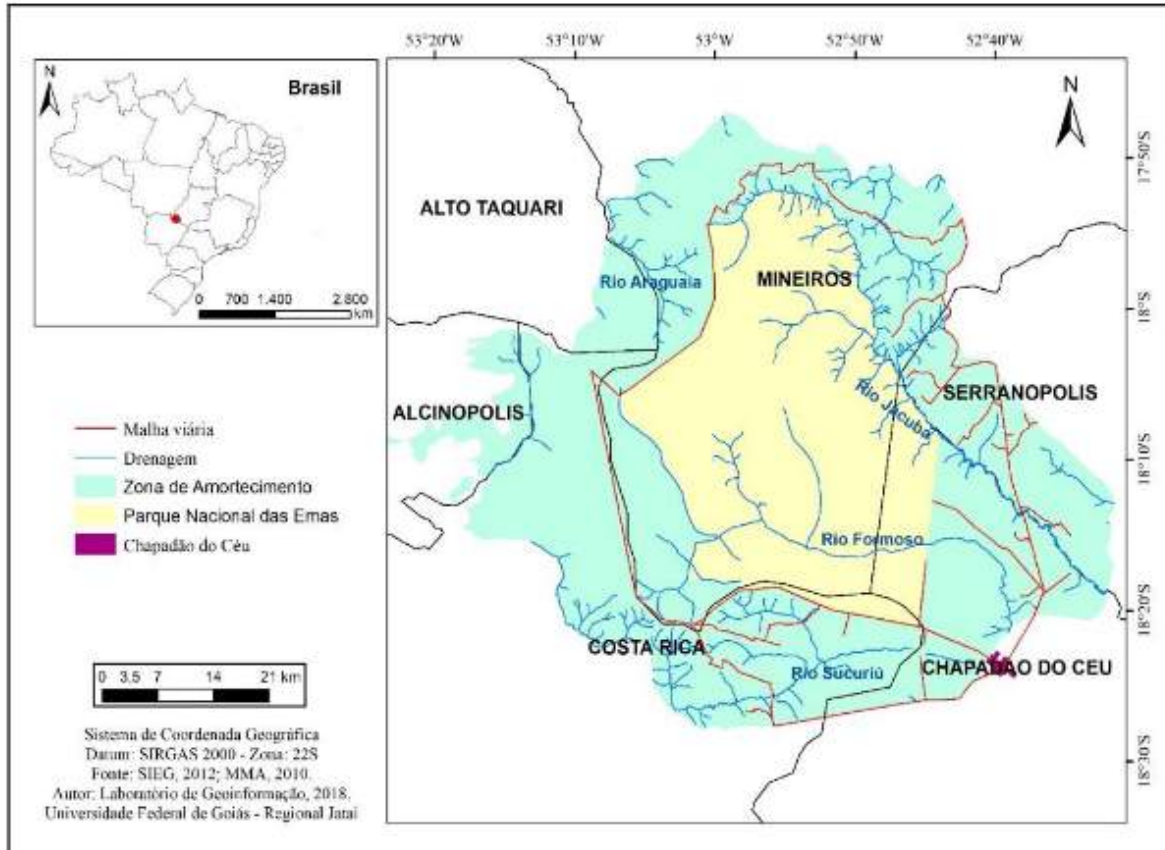 53°20'W
53°10'W
53°W
52°50'W
52°40'W
N
Brasil
0 700 1.400 2.800
km
N
17°50'S
18°S
18°10'S
18°20'S
18°30'S
ALTO TAQUARI
Rio Araguaia
MINEIROS
ALCINOPOLIS
Rio Jacuba
SERRANOPOLIS
Rio Formoso
COSTA RICA
Rio Sucuriú
CHAPADAO DO CEU
Malha viária
Drenagem
Zona de Amortecimento
Parque Nacional das Emas
Chapadão do Céu
0 3.5 7 14 21 km
Sistema de Coordenada Geográfica
Datum: SIRGAS 2000 - Zona: 22S
Fonte: SIEG, 2012; MMA, 2010.
Autor: Laboratório de Geoinformação, 2018.
Universidade Federal de Goiás - Regional Jataí